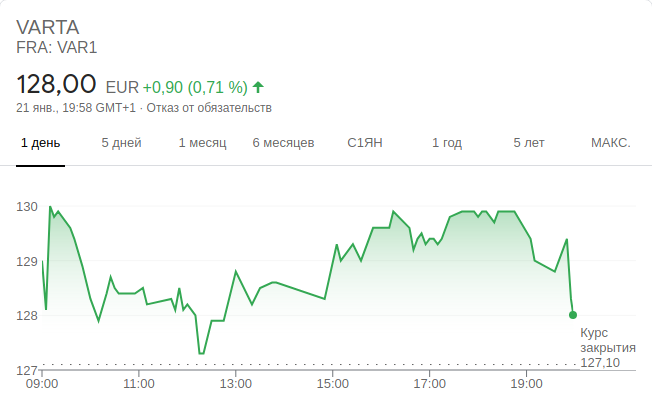 VARTA
FRA: VAR1
128,00 EUR +0,90 (0,71 %)
21 янв., 19:58 GMT+1 · Отказ от обязательств
1 день 5 дней 1 месяц 6 месяцев С1ЯН 1 год 5 лет МАКС.
130
129
128
127
Курс
закрытия
127,10
09:00 11:00 13:00 15:00 17:00 19:00